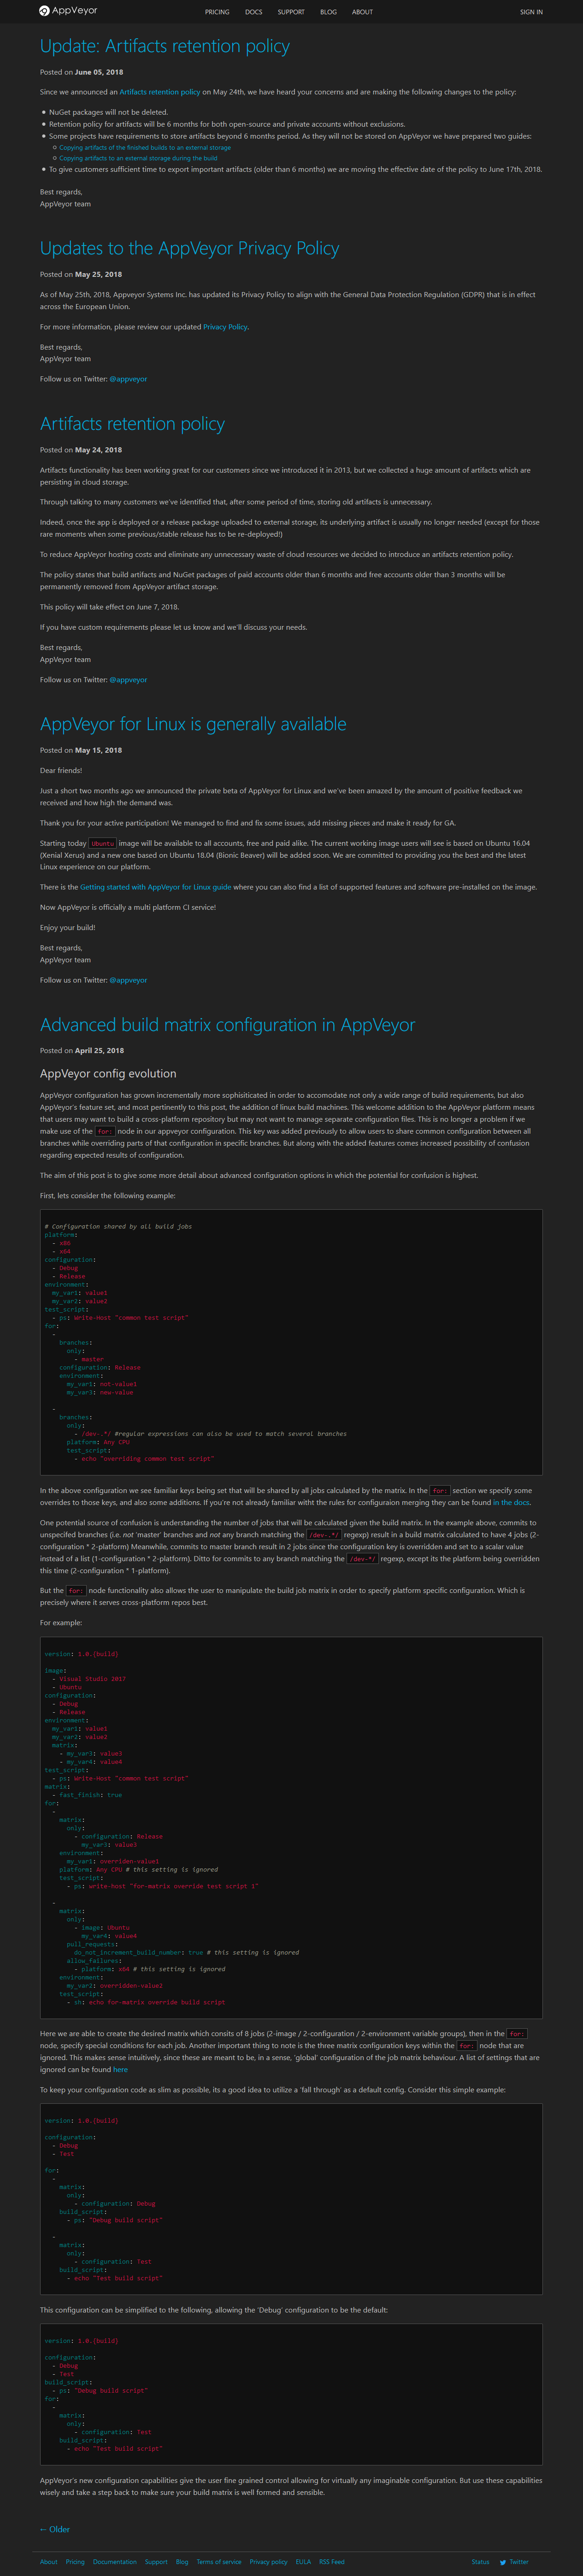 AppVeyor
PRICING
DOCS
SUPPORT
BLOG
ABOUT
SIGN IN
Update: Artifacts retention policy
Posted on June 05, 2018
Since we announced an Artifacts retention policy on May 24th, we have heard your concerns and are making the following changes to the policy:
NuGet packages will not be deleted.
Retention policy for artifacts will be 6 months for both open-source and private accounts without exclusions.
Some projects have requirements to store artifacts beyond 6 months period. As they will not be stored on AppVeyor we have prepared two guides:
Copying artifacts of the finished builds to an external storage
Copying artifacts to an external storage during the build
To give customers sufficient time to export important artifacts (older than 6 months) we are moving the effective date of the policy to June 17th, 2018.
Best regards,
AppVeyor team
Updates to the AppVeyor Privacy Policy
Posted on May 25, 2018
As of May 25th, 2018, Appveyor Systems Inc. has updated its Privacy Policy to align with the General Data Protection Regulation (GDPR) that is in effect
across the European Union.
For more information, please review our updated Privacy Policy.
Best regards,
AppVeyor team
Follow us on Twitter: @appveyor
Artifacts retention policy
Posted on May 24, 2018
Artifacts functionality has been working great for our customers since we introduced it in 2013, but we collected a huge amount of artifacts which are
persisting in cloud storage.
Through talking to many customers we've identified that, after some period of time, storing old artifacts is unnecessary.
Indeed, once the app is deployed or a release package uploaded to external storage, its underlying artifact is usually no longer needed (except for those
rare moments when some previous/stable release has to be re-deployed!)
To reduce AppVeyor hosting costs and eliminate any unnecessary waste of cloud resources we decided to introduce an artifacts retention policy.
The policy states that build artifacts and NuGet packages of paid accounts older than 6 months and free accounts older than 3 months will be
permanently removed from AppVeyor artifact storage.
This policy will take effect on June 7, 2018.
If you have custom requirements please let us know and we'll discuss your needs.
Best regards,
AppVeyor team
Follow us on Twitter: @appveyor
AppVeyor for Linux is generally available
Posted on May 15, 2018
Dear friends!
Just a short two months ago we announced the private beta of AppVeyor for Linux and we've been amazed by the amount of positive feedback we
received and how high the demand was.
Thank you for your active participation! We managed to find and fix some issues, add missing pieces and make it ready for GA.
Starting today Ubuntu image will be available to all accounts, free and paid alike. The current working image users will see is based on Ubuntu 16.04
(Xenial Xerus) and a new one based on Ubuntu 18.04 (Bionic Beaver) will be added soon. We are committed to providing you the best and the latest
Linux experience on our platform.
There is the Getting started with AppVeyor for Linux guide where you can also find a list of supported features and software pre-installed on the image.
Now AppVeyor is officially a multi platform CI service!
Enjoy your build!
Best regards,
AppVeyor team
Follow us on Twitter: @appveyor
Advanced build matrix configuration in AppVeyor
Posted on April 25, 2018
AppVeyor config evolution
AppVeyor configuration has grown incrementally more sophisiticated in order to accomodate not only a wide range of build requirements, but also
AppVeyor's feature set, and most pertinently to this post, the addition of linux build machines. This welcome addition to the AppVeyor platform means
that users may want to build a cross-platform repository but may not want to manage separate configuration files. This is no longer a problem if we
make use of the for: node in our appveyor configuration. This key was added previously to allow users to share common configuration between all
branches while overriding parts of that configuration in specific branches. But along with the added features comes increased possibility of confusion
regarding expected results of configuration.
The aim of this post is to give some more detail about advanced configuration options in which the potential for confusion is highest.
First, lets consider the following example:
# Configuration shared by all build jobs
platform:
- x86
- x64
configuration:
- Debug
- Release
environment:
my_var1: value1
my_var2: value2
test_script:
- ps: Write-Host "common test script"
for:
-
branches:
only:
- master
configuration: Release
environment:
my_var1: not-value1
my_var3: new-value
-
branches:
only:
- /dev-.*/ #regular expressions can also be used to match several branches
platform: Any CPU
test_script:
- echo "overriding common test script"
In the above configuration we see familiar keys being set that will be shared by all jobs calculated by the matrix. In the for: section we specify some
overrides to those keys, and also some additions. If you're not already familiar witht the rules for configuraion merging they can be found in the docs.
One potential source of confusion is understanding the number of jobs that will be calculated given the build matrix. In the example above, commits to
unspecifed branches (i.e. not 'master' branches and not any branch matching the /dev-.*/ regexp) result in a build matrix calculated to have 4 jobs (2-
configuration * 2-platform) Meanwhile, commits to master branch result in 2 jobs since the configuration key is overridden and set to a scalar value
instead of a list (1-configuration * 2-platform). Ditto for commits to any branch matching the /dev-*/ regexp, except its the platform being overridden
this time (2-configuration * 1-platform).
But the for: node functionality also allows the user to manipulate the build job matrix in order to specify platform specific configuration. Which is
precisely where it serves cross-platform repos best.
For example:
version: 1.0.{build}
image:
- Visual Studio 2017
- Ubuntu
configuration:
- Debug
- Release
environment:
my_var1: value1
my_var2: value2
matrix:
- my_var3: value3
- my_var4: value4
test_script:
- ps: Write-Host "common test script"
matrix:
- fast_finish: true
for:
-
matrix:
only:
- configuration: Release
my_var3: value3
environment:
my_var1: overriden-value1
platform: Any CPU # this setting is ignored
test_script:
- ps: write-host "for-matrix override test script 1"
-
matrix:
only:
- image: Ubuntu
my_var4: value4
pull_requests:
do_not_increment_build_number: true # this setting is ignored
allow_failures:
- platform: x64 # this setting is ignored
environment:
my_var2: overridden-value2
test_script:
- sh: echo for-matrix override build script
Here we are able to create the desired matrix which consits of 8 jobs (2-image / 2-configuration / 2-environment variable groups), then in the for:
node, specify special conditions for each job. Another important thing to note is the three matrix configuration keys within the for: node that are
ignored. This makes sense intuitively, since these are meant to be, in a sense, 'global' configuration of the job matrix behaviour. A list of settings that are
ignored can be found here
To keep your configuration code as slim as possible, its a good idea to utilize a 'fall through' as a default config. Consider this simple example:
version: 1.0.{build}
configuration:
- Debug
- Test
for:
-
matrix:
only:
- configuration: Debug
build_script:
- ps: "Debug build script"
-
matrix:
only:
- configuration: Test
build_script:
- echo "Test build script"
This configuration can be simplified to the following, allowing the 'Debug' configuration to be the default:
version: 1.0.{build}
configuration:
- Debug
- Test
build_script:
- ps: "Debug build script"
for:
-
matrix:
only:
- configuration: Test
build_script:
- echo "Test build script"
AppVeyor's new configuration capabilities give the user fine grained control allowing for virtually any imaginable configuration. But use these capabilities
wisely and take a step back to make sure your build matrix is well formed and sensible.
← Older
About
Pricing
Documentation
Support
Blog
Terms of service
Privacy policy
EULA
RSS Feed
Status
Twitter